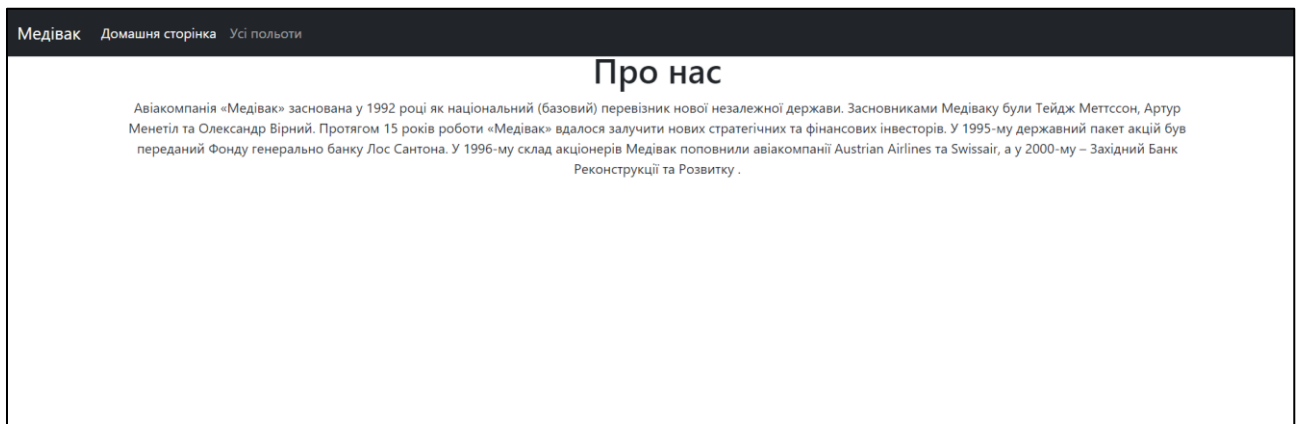 Медівак Домашня сторінка Усі польоти
Про нас
Авіакомпанія «Медівак» заснована у 1992 році як національний (базовий) перевізник нової незалежної держави. Засновниками Медіваку були Тейдж Меттссон, Артур
Менетіл та Олександр Вірний. Протягом 15 років роботи «Медівак» вдалося залучити нових стратегічних та фінансових інвесторів. У 1995-му державний пакет акцій був
переданий Фонду генерально банку Лос Сантона. У 1996-му склад акціонерів Медівак поповнили авіакомпанії Austrian Airlines та Swissair, а у 2000-му – Західний Банк
Реконструкції та Розвитку .